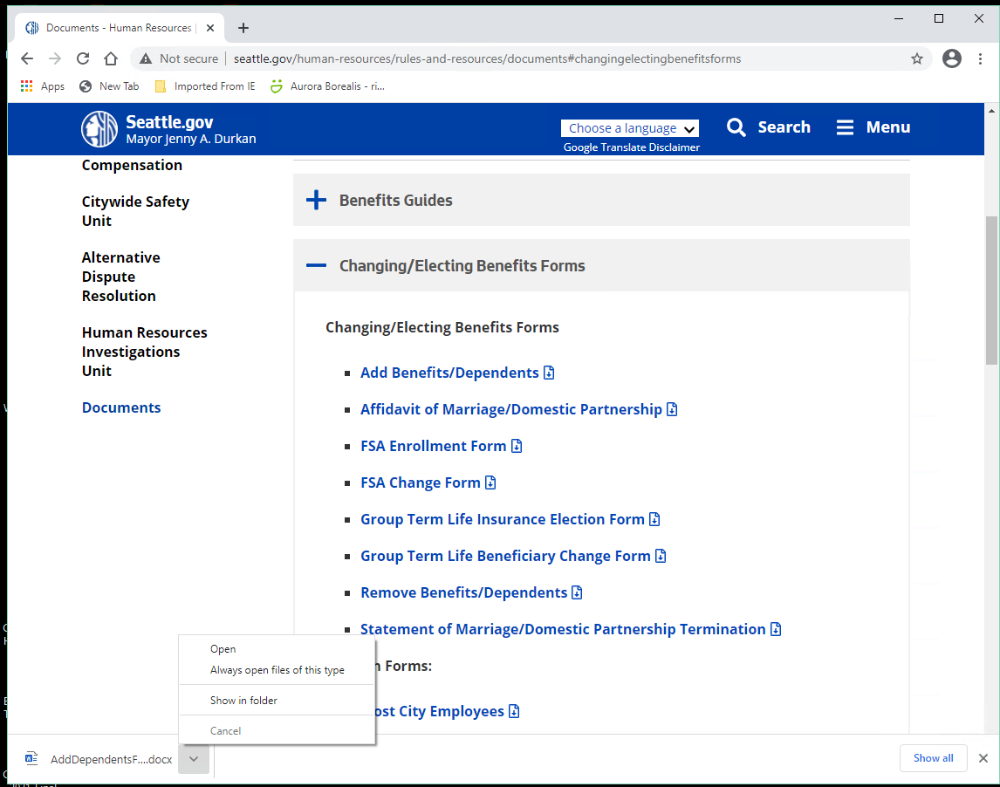 Documents - Human Resources
Not secure
seattle.gov/human-resources/rules-and-resources/documents#changingelectingbenefitsforms
Apps
New Tab
Imported From IE
Aurora Borealis - ri...
Seattle.gov
Mayor Jenny A. Durkan
Choose a language
Google Translate Disclaimer
Search
Menu
Compensation
Citywide Safety
Unit
Alternative
Dispute
Resolution
Human Resources
Investigations
Unit
Documents
Benefits Guides
Changing/Electing Benefits Forms
Changing/Electing Benefits Forms
Add Benefits/Dependents
Affidavit of Marriage/Domestic Partnership
FSA Enrollment Form
FSA Change Form
Group Term Life Insurance Election Form
Group Term Life Beneficiary Change Form
Remove Benefits/Dependents
Statement of Marriage/Domestic Partnership Termination
Forms:
City Employees
Open
Always open files of this type
Show in folder
Cancel
AddDependentsF....docx
Show all